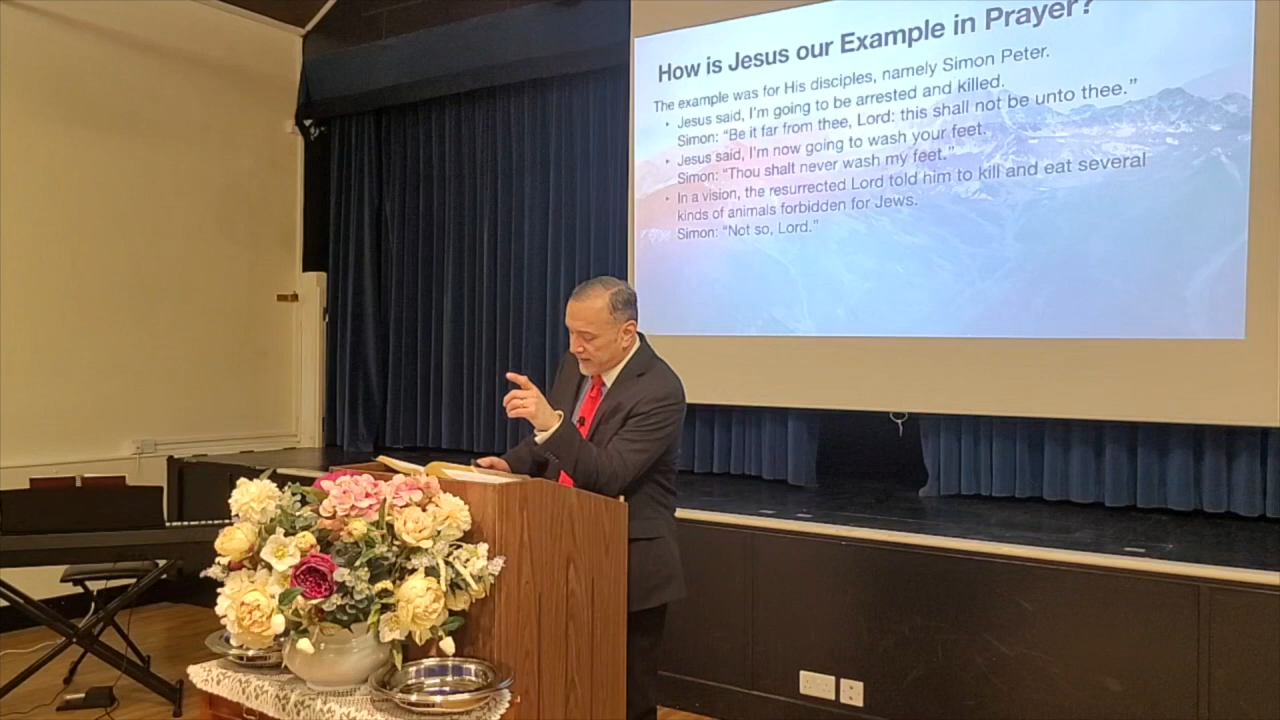 How is Jesus our Example in Prayer?
The example was for His disciples, namely Simon Peter.
• Jesus said, I'm going to be arrested and killed.
Simon: “Be it far from thee, Lord: this shall not be unto thee.”
• Jesus said, I'm now going to wash your feet.
Simon: “Thou shalt never wash my feet.”
• In a vision, the resurrected Lord told him to kill and eat several
kinds of animals forbidden for Jews.
Simon: “Not so, Lord.”